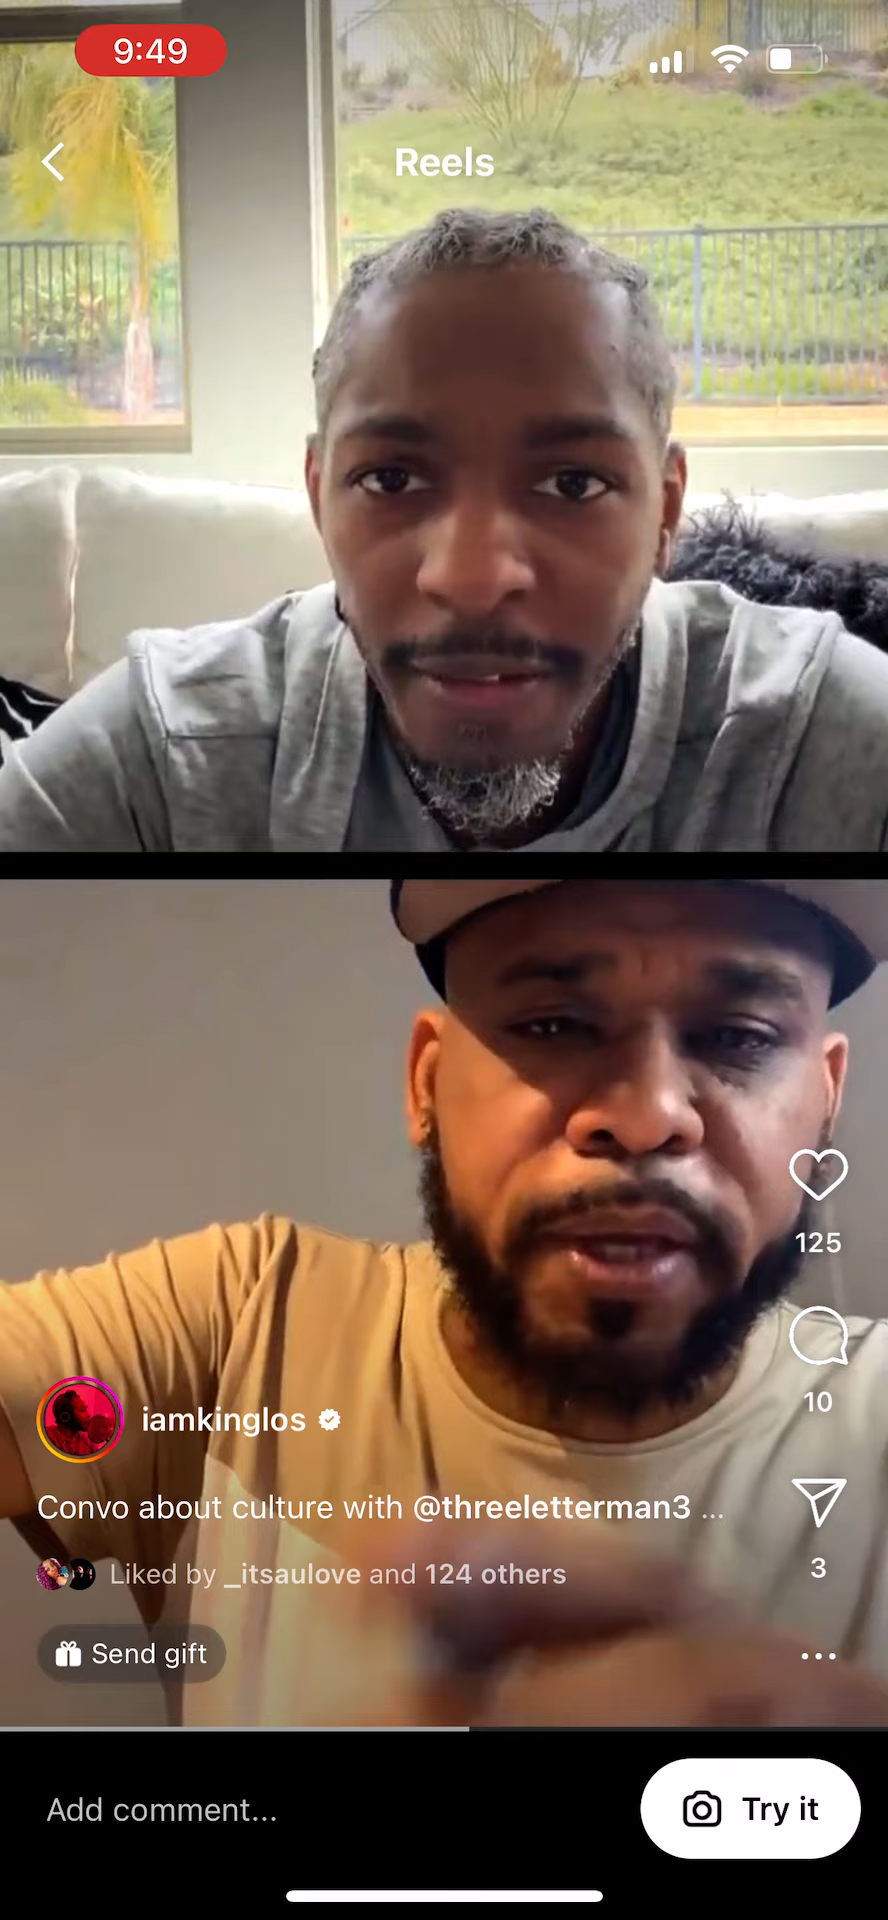 9:49
Reels
125
10
iamkinglos
Convo about culture with @threeletterman3 ...
3
Liked by _itsaulove and 124 others
Send gift
Add comment...
Try it